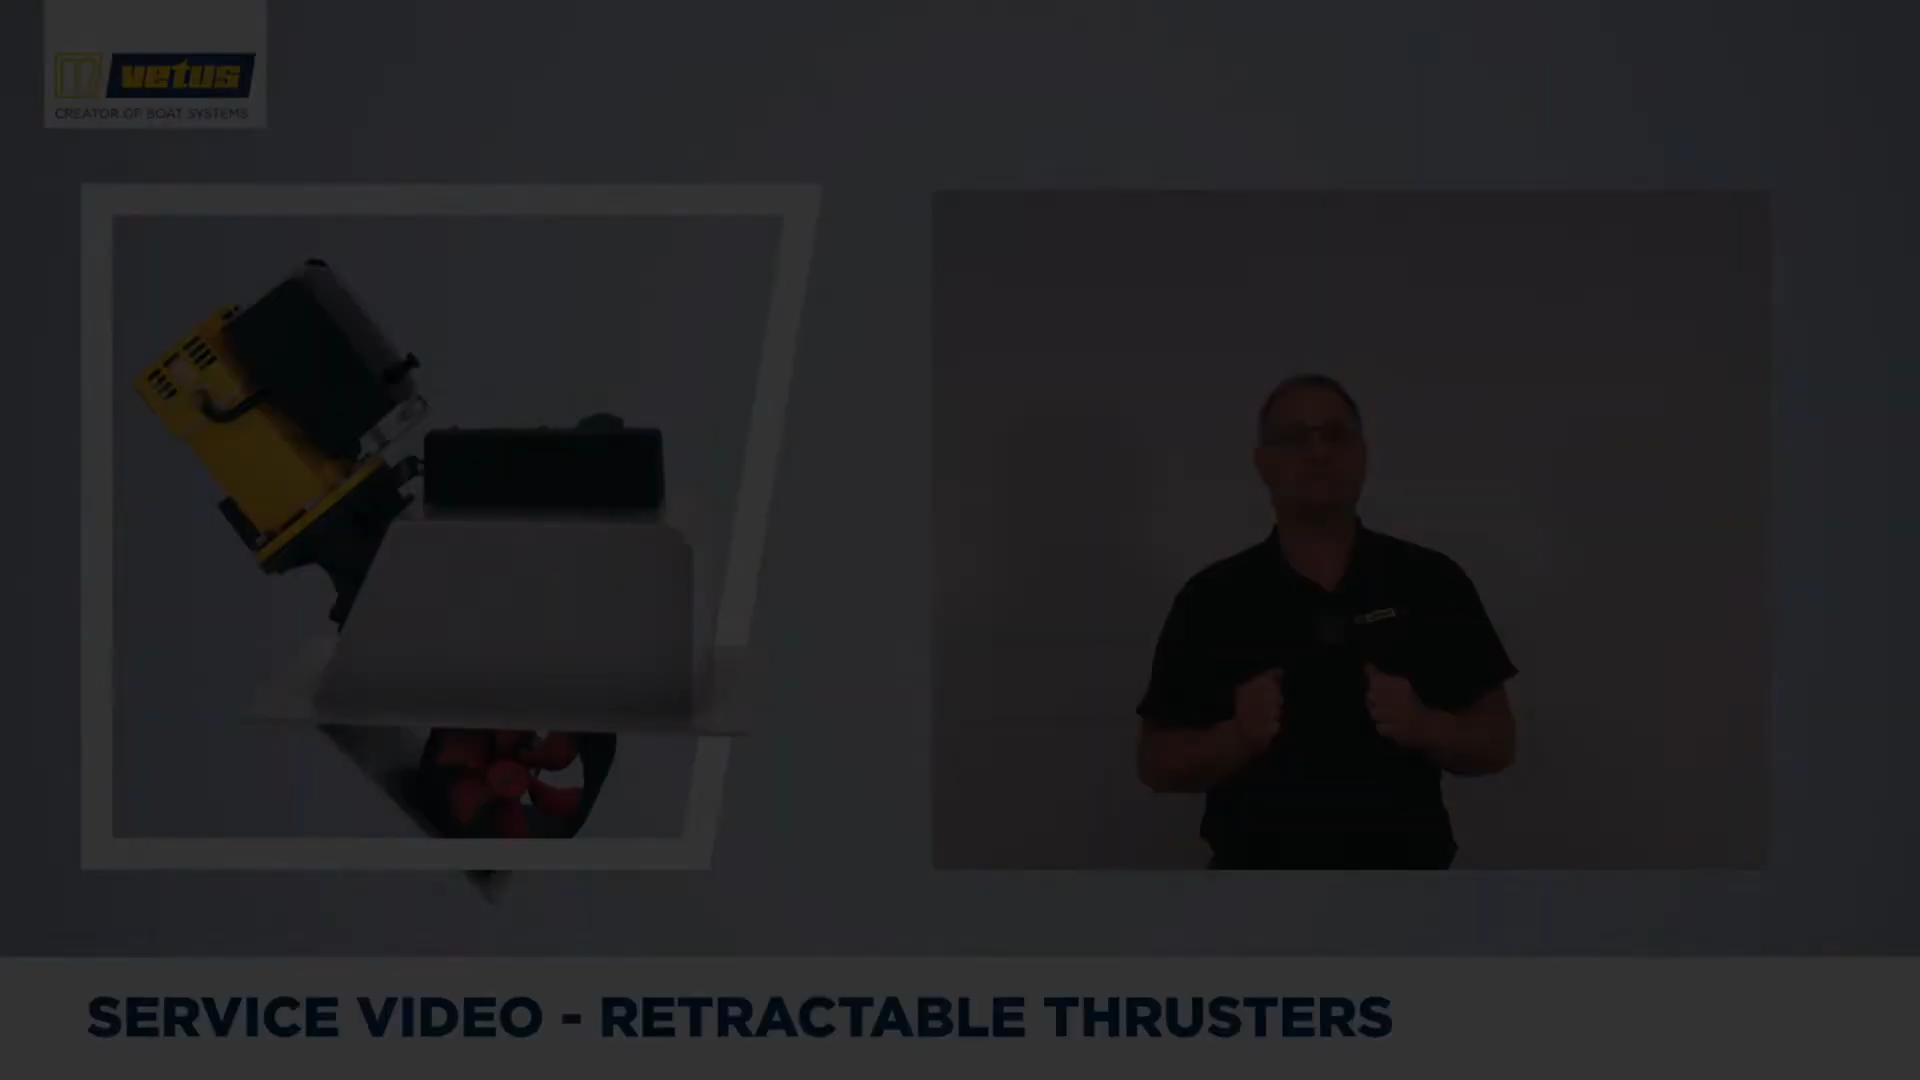 vetus
CREATOR OF BOAT SYSTEMS
SERVICE VIDEO - RETRACTABLE THRUSTERS